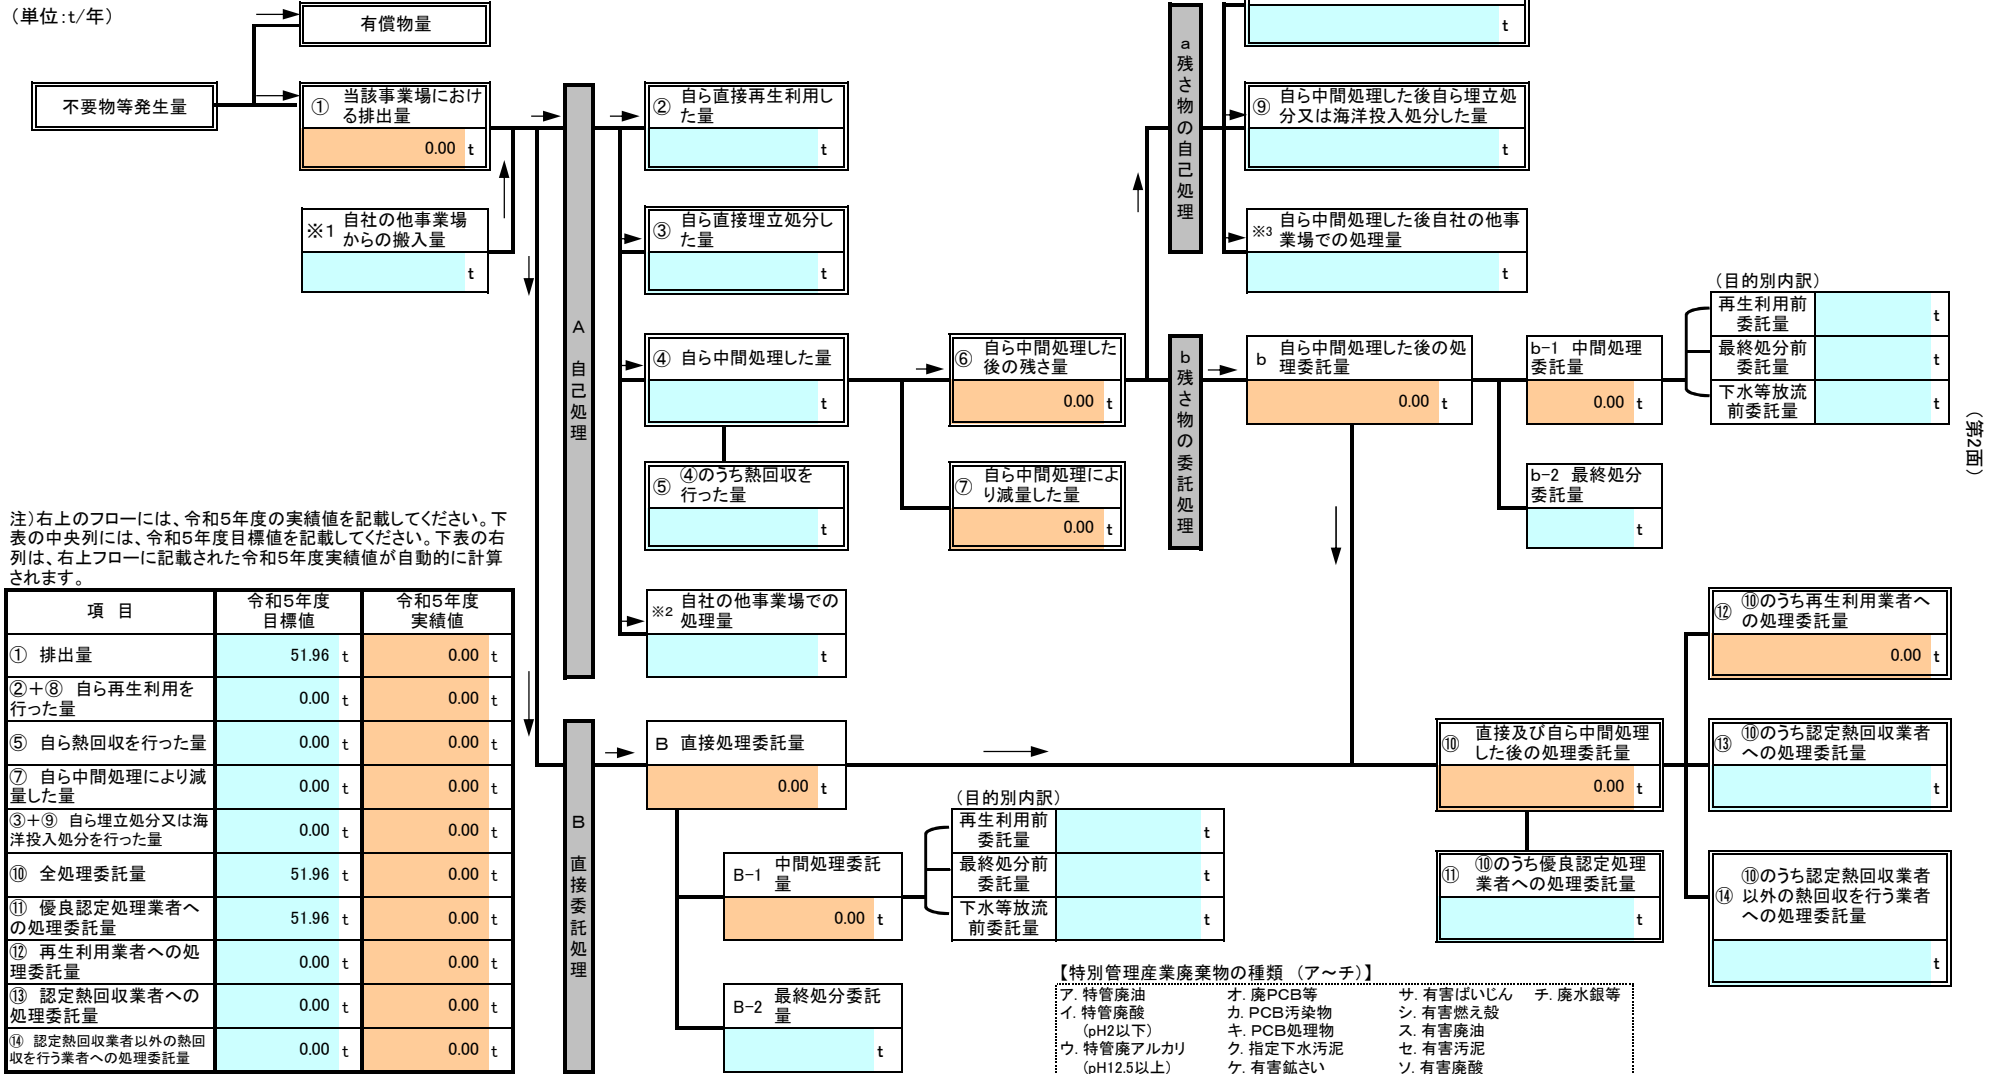 (単位:t/年)
有償物量
不要物等発生量
① 当該事業場におけ
る排出量
0.00 t
※1 自社の他事業場
からの搬入量
t
A 自己処理
② 自ら直接再生利用し
た量
t
③ 自ら直接埋立処分し
た量
t
④ 自ら中間処理した量
t
⑤ ④のうち熱回収を
行った量
t
※2 自社の他事業場での
処理量
t
⑥ 自ら中間処理した
後の残さ量
0.00 t
⑦ 自ら中間処理によ
り減量した量
0.00 t
a 残さ物の自己処理
t
⑨ 自ら中間処理した後自ら埋立処
分又は海洋投入処分した量
t
※3 自ら中間処理した後自社の他事
業場での処理量
t
b 残さ物の委託処理
b 自ら中間処理した後の処
理委託量
0.00 t
b-1 中間処理
委託量
0.00 t
b-2 最終処分
委託量
t
(目的別内訳)
再生利用前
委託量
t
最終処分前
委託量
t
下水等放流
前委託量
t
(第2面)
注)右上のフローには、令和5年度の実績値を記載してください。下
表の中央列には、令和5年度目標値を記載してください。下表の右
列は、右上フローに記載された令和5年度実績値が自動的に計算
されます。
項 目 令和5年度 令和5年度
目標値 実績値
① 排出量 51.96 t 0.00 t
②+⑧ 自ら再生利用を
行った量 0.00 t 0.00 t
⑤ 自ら熱回収を行った量 0.00 t 0.00 t
⑦ 自ら中間処理により減
量した量 0.00 t 0.00 t
③+⑨ 自ら埋立処分又は海
洋投入処分を行った量 0.00 t 0.00 t
⑩ 全処理委託量 51.96 t 0.00 t
⑪ 優良認定処理業者へ
の処理委託量 51.96 t 0.00 t
⑫ 再生利用業者への処
理委託量 0.00 t 0.00 t
⑬ 認定熱回収業者への
処理委託量 0.00 t 0.00 t
⑭ 認定熱回収業者以外の熱回
収を行う業者への処理委託量 0.00 t 0.00 t
B 直接委託処理
B 直接処理委託量
0.00 t
B-1 中間処理委託
量
0.00 t
B-2 最終処分委託
量
t
(目的別内訳)
再生利用前
委託量
t
最終処分前
委託量
t
下水等放流
前委託量
t
⑩ 直接及び自ら中間処理
した後の処理委託量
0.00 t
⑪ ⑩のうち優良認定処理
業者への処理委託量
t
⑫ ⑩のうち再生利用業者へ
の処理委託量
0.00 t
⑬ ⑩のうち認定熱回収業者
への処理委託量
t
⑭ ⑩のうち認定熱回収業者
以外の熱回収を行う業者
への処理委託量
t
【特別管理産業廃棄物の種類 (ア～チ)】
ア. 特管廃油 オ. 廃PCB等 サ. 有害ばいじん チ. 廃水銀等
イ. 特管廃酸 カ. PCB汚染物 シ. 有害燃え殻
(pH2以下) キ. PCB処理物 ス. 有害廃油
ウ. 特管廃アルカリ ク. 指定下水汚泥 セ. 有害汚泥
(pH12.5以上) ケ. 有害鉱さい ソ. 有害廃酸